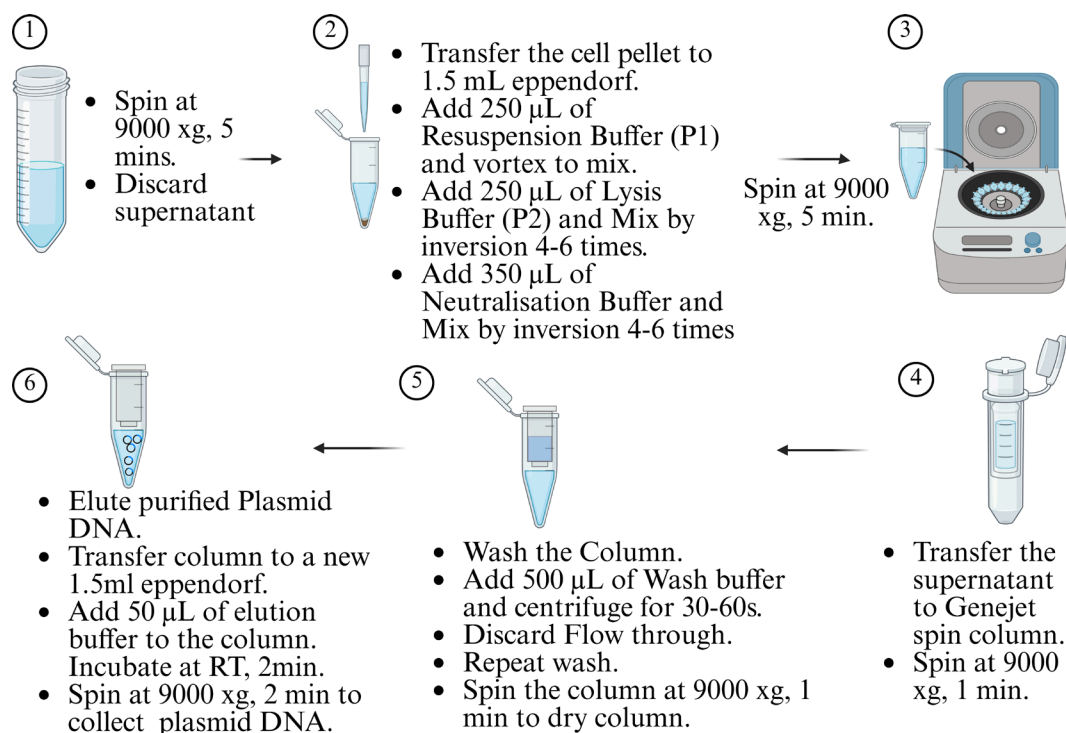 1
• Spin at
9000 xg, 5
mins.
• Discard
supernatant
2
• Transfer the cell pellet to
1.5 mL eppendorf.
• Add 250 µL of
Resuspension Buffer (P1)
and vortex to mix.
• Add 250 µL of Lysis
Buffer (P2) and Mix by
inversion 4-6 times.
• Add 350 µL of
Neutralisation Buffer and
Mix by inversion 4-6 times
Spin at 9000
xg, 5 min.
3
4
• Transfer the
supernatant
to Genejet
spin column.
• Spin at 9000
xg, 1 min.
5
• Wash the Column.
• Add 500 µL of Wash buffer
and centrifuge for 30-60s.
• Discard Flow through.
• Repeat wash.
• Spin the column at 9000 xg, 1
min to dry column.
6
• Elute purified Plasmid
DNA.
• Transfer column to a new
1.5ml eppendorf.
• Add 50 µL of elution
buffer to the column.
Incubate at RT, 2min.
• Spin at 9000 xg, 2 min to
collect plasmid DNA.